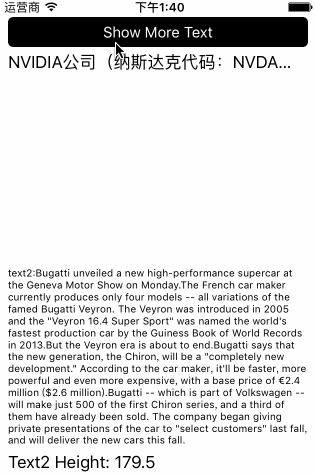 运营商 下午1:40
Show More Text
NVIDIA公司（纳斯达克代码：NVDA...
text2:Bugatti unveiled a new high-performance supercar at
the Geneva Motor Show on Monday.The French car maker
currently produces only four models -- all variations of the
famed Bugatti Veyron. The Veyron was introduced in 2005
and the "Veyron 16.4 Super Sport" was named the world's
fastest production car by the Guiness Book of World Records
in 2013.But the Veyron era is about to end.Bugatti says that
the new generation, the Chiron, will be a "completely new
development." According to the car maker, it'll be faster, more
powerful and even more expensive, with a base price of €2.4
million ($2.6 million).Bugatti -- which is part of Volkswagen --
will make just 500 of the first Chiron series, and a third of
them have already been sold. The company began giving
private presentations of the car to "select customers" last fall,
and will deliver the new cars this fall.
Text2 Height: 179.5